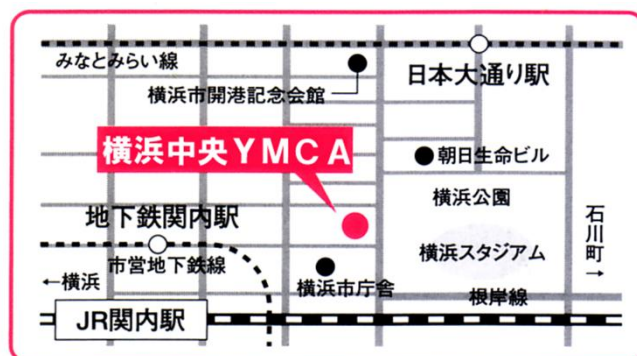 みなとみらい線
日本大通り駅
横浜市開港記念会館
横浜中央YMCA
朝日生命ビル
横浜公園
地下鉄関内駅
石川町→
市営地下鉄線
横浜スタジアム
←横浜
横浜市庁舎
根岸線
JR関内駅